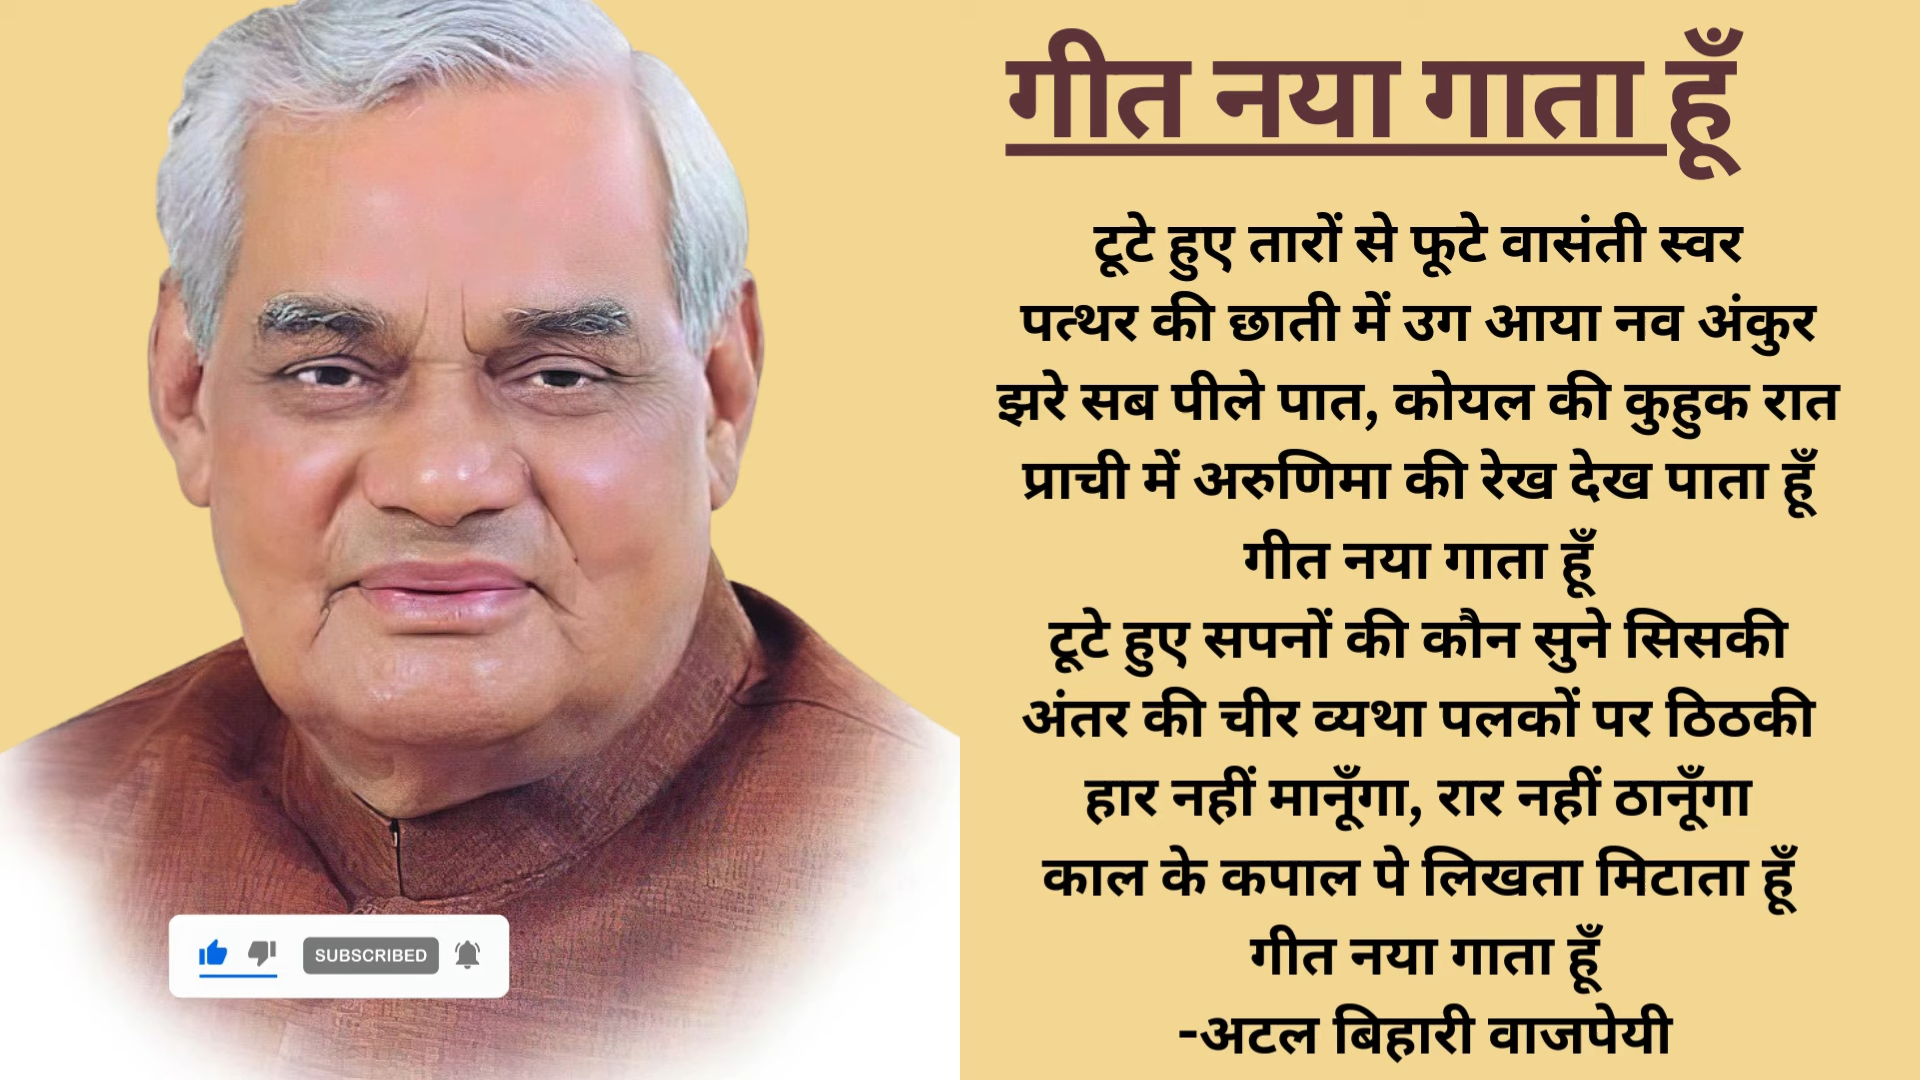 गीत नया गाता हूँ
टूटे हुए तारों से फूटे वासंती स्वर
पत्थर की छाती में उग आया नव अंकुर
झरे सब पीले पात, कोयल की कुहुक रात
प्राची में अरुणिमा की रेख देख पाता हूँ
गीत नया गाता हूँ
टूटे हुए सपनों की कौन सुने सिसकी
अंतर की चीर व्यथा पलकों पर ठिठकी
हार नहीं मानूँगा, रार नहीं ठानूँगा
काल के कपाल पे लिखता मिटाता हूँ
गीत नया गाता हूँ
-अटल बिहारी वाजपेयी
SUBSCRIBED